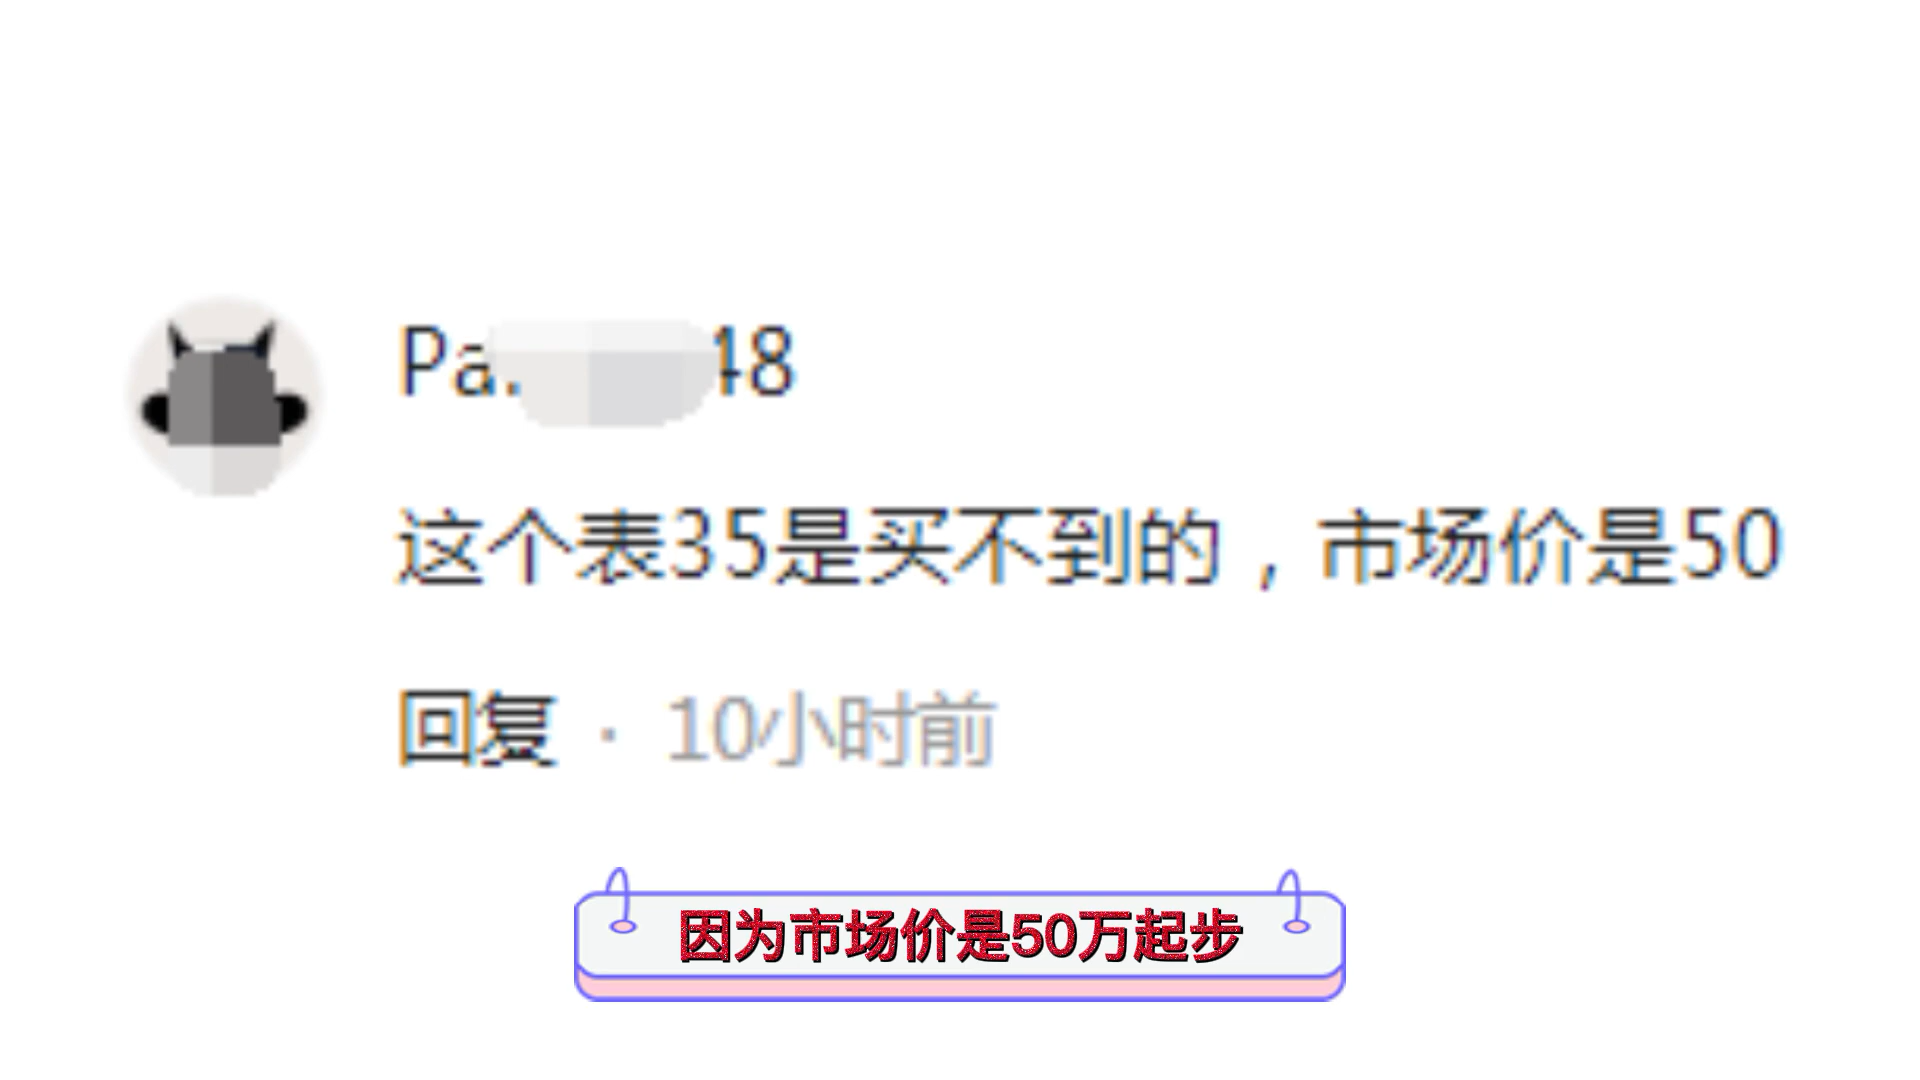 Pa. 48
这个表35是买不到的，市场价是50
回复 · 10小时前
因为市场价是50万起步